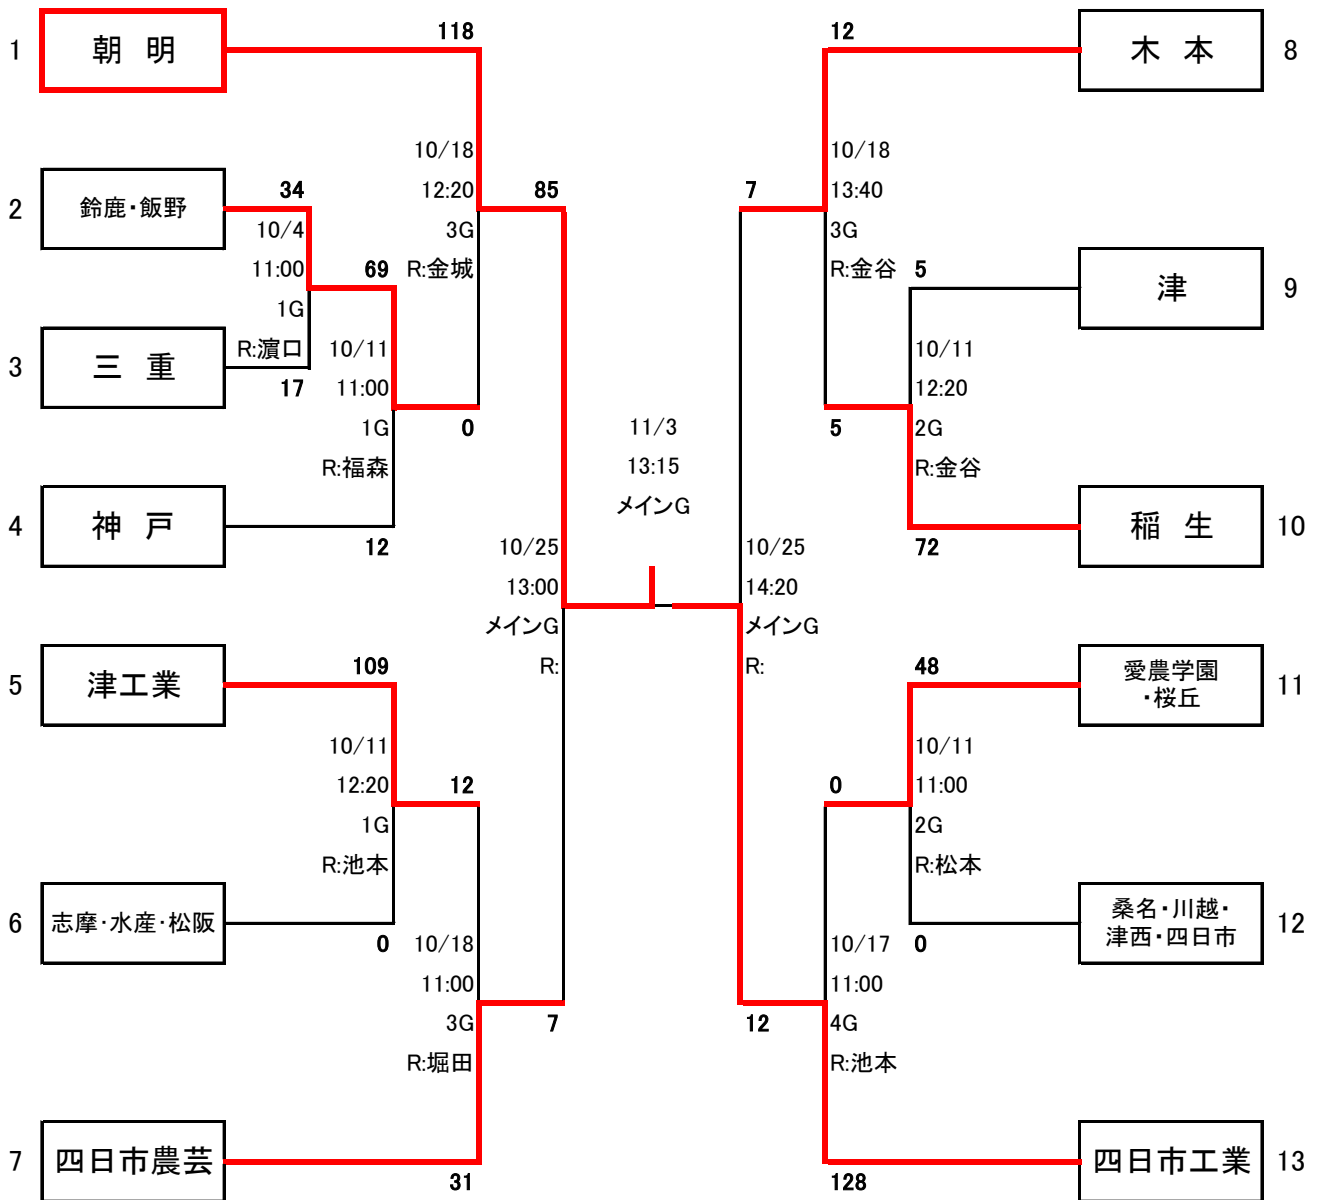 118
12
1
朝 明
木 本
8
10/18
12:20
3G
R:金城
10/18
13:40
3G
R:金谷
2
鈴鹿・飯野
34
85
7
10/4
11:00
1G
R:濵口
69
5
津
9
3
三 重
17
10/11
11:00
1G
R:福森
0
5
10/11
12:20
2G
R:金谷
11/3
13:15
メインG
4
神 戸
12
72
稲 生
10
10/25
13:00
メインG
R:
10/25
14:20
メインG
R:
5
津工業
109
48
愛農学園
・桜丘
11
10/11
12:20
1G
R:池本
12
0
10/11
11:00
2G
R:松本
6
志摩・水産・松阪
0
0
桑名・川越・
津西・四日市
12
10/18
11:00
3G
R:堀田
7
12
10/17
11:00
4G
R:池本
7
四日市農芸
31
128
四日市工業
13